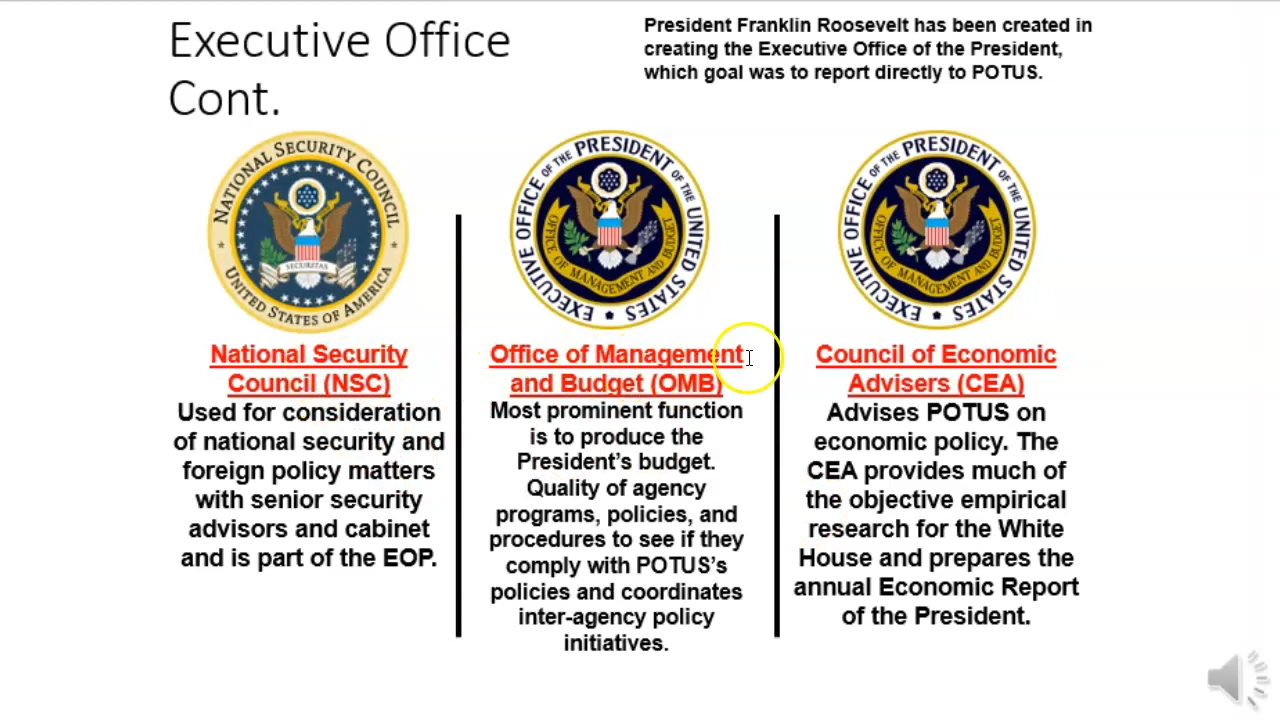 Executive Office
Cont.
President Franklin Roosevelt has been created in
creating the Executive Office of the President,
which goal was to report directly to POTUS.
NATIONAL SECURITY COUNCIL
UNITED STATES OF AMERICA
SECURITAS
National Security
Council (NSC)
Used for consideration
of national security and
foreign policy matters
with senior security
advisors and cabinet
and is part of the EOP.
EXECUTIVE OFFICE OF THE PRESIDENT OF THE UNITED STATES
OFFICE OF MANAGEMENT AND BUDGET
Office of Management
and Budget (OMB)
Most prominent function
is to produce the
President’s budget.
Quality of agency
programs, policies, and
procedures to see if they
comply with POTUS’s
policies and coordinates
inter-agency policy
initiatives.
EXECUTIVE OFFICE OF THE PRESIDENT OF THE UNITED STATES
OFFICE OF MANAGEMENT AND BUDGET
Council of Economic
Advisers (CEA)
Advises POTUS on
economic policy. The
CEA provides much of
the objective empirical
research for the White
House and prepares the
annual Economic Report
of the President.